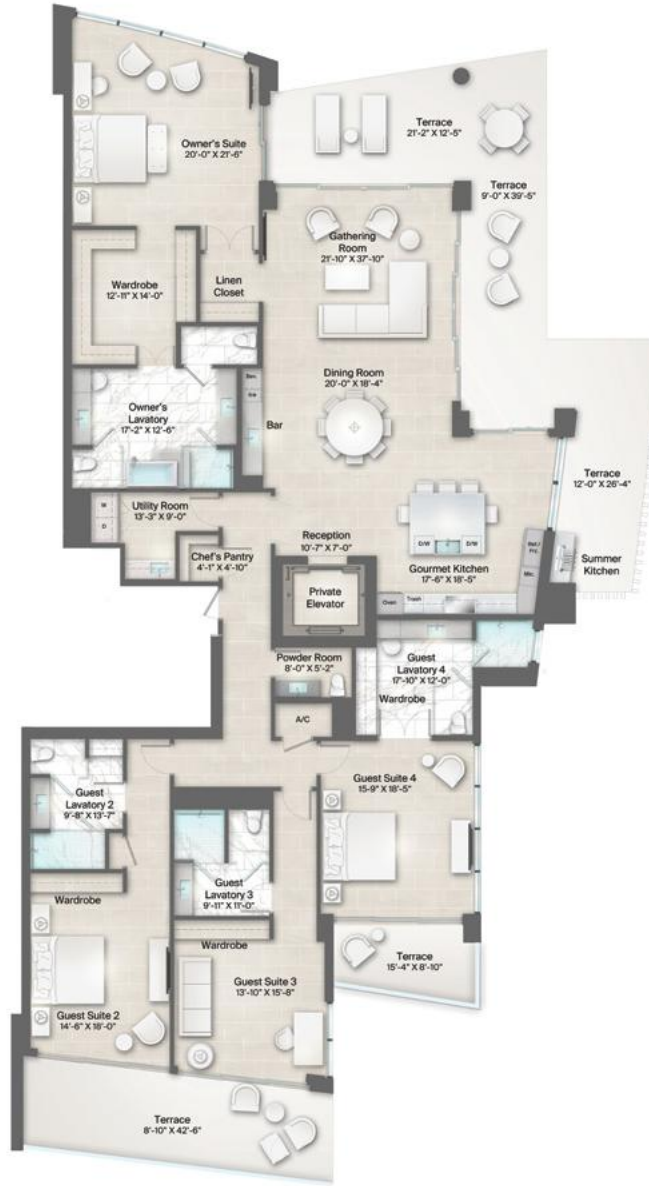 Owner's Suite
20'-0" X 21'-6"
Terrace
21'-2" X 12'-5"
Terrace
9'-0" X 39'-5"
Gathering
Room
21'-10" X 37'-10"
Wardrobe
12'-11" X 14'-0"
Linen
Closet
Dining Room
20'-0" X 18'-4"
Owner's
Lavatory
17'-2" X 12'-6"
Bar
Terrace
12'-0" X 26'-4"
Utility Room
13'-3" X 9'-0"
W
D
Reception
10'-7" X 7'-0"
D/W
D/W
Chef's Pantry
4'-1" X 4'-10"
Gourmet Kitchen
17'-6" X 18'-5"
Summer
Kitchen
Private
Elevator
Oven
Trash
Powder Room
8'-0" X 5'-2"
Guest
Lavatory 4
17'-10" X 12'-0"
Wardrobe
A/C
Guest Suite 4
15'-9" X 18'-5"
Guest
Lavatory 2
9'-8" X 13'-7"
Guest
Lavatory 3
9'-11" X 11'-0"
Wardrobe
Wardrobe
Terrace
15'-4" X 8'-10"
Guest Suite 3
13'-10" X 15'-8"
Guest Suite 2
14'-6" X 18'-0"
Terrace
8'-10" X 42'-6"